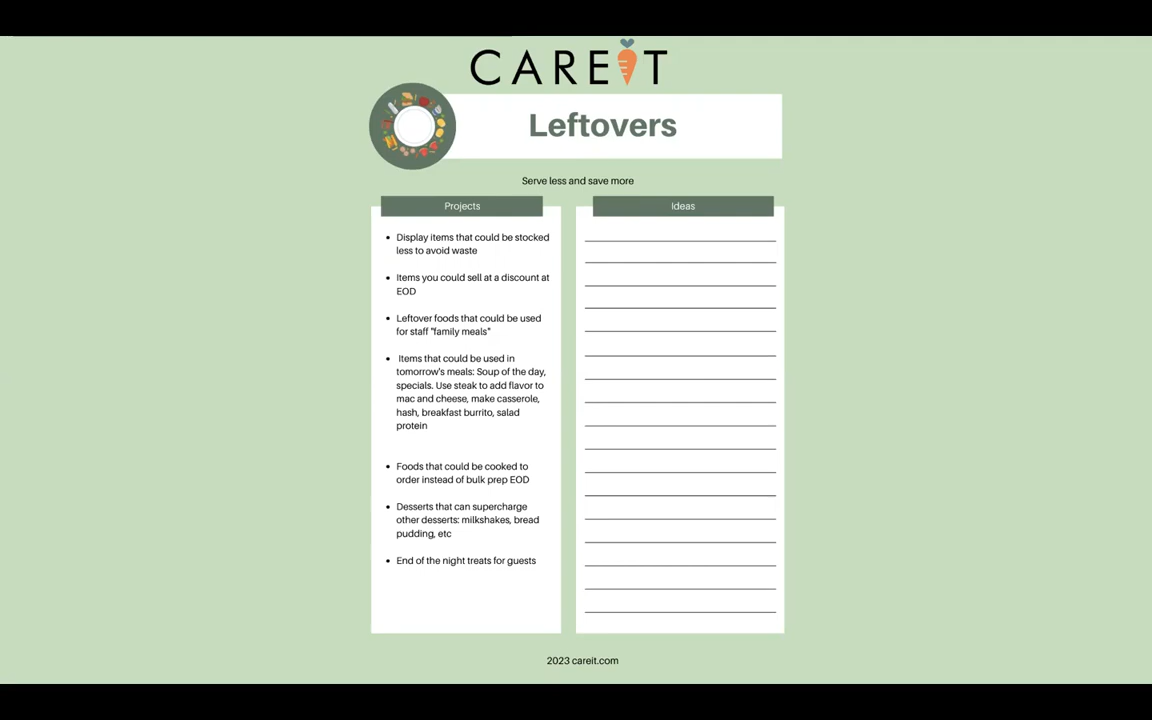 CAREIT
Leftovers
Serve less and save more
Projects
• Display items that could be stocked
less to avoid waste
• Items you could sell at a discount at
EOD
• Leftover foods that could be used
for staff "family meals"
• Items that could be used in
tomorrow's meals: Soup of the day,
specials. Use steak to add flavor to
mac and cheese, make casserole,
hash, breakfast burrito, salad
protein
• Foods that could be cooked to
order instead of bulk prep EOD
• Desserts that can supercharge
other desserts: milkshakes, bread
pudding, etc
• End of the night treats for guests
Ideas
2023 careit.com